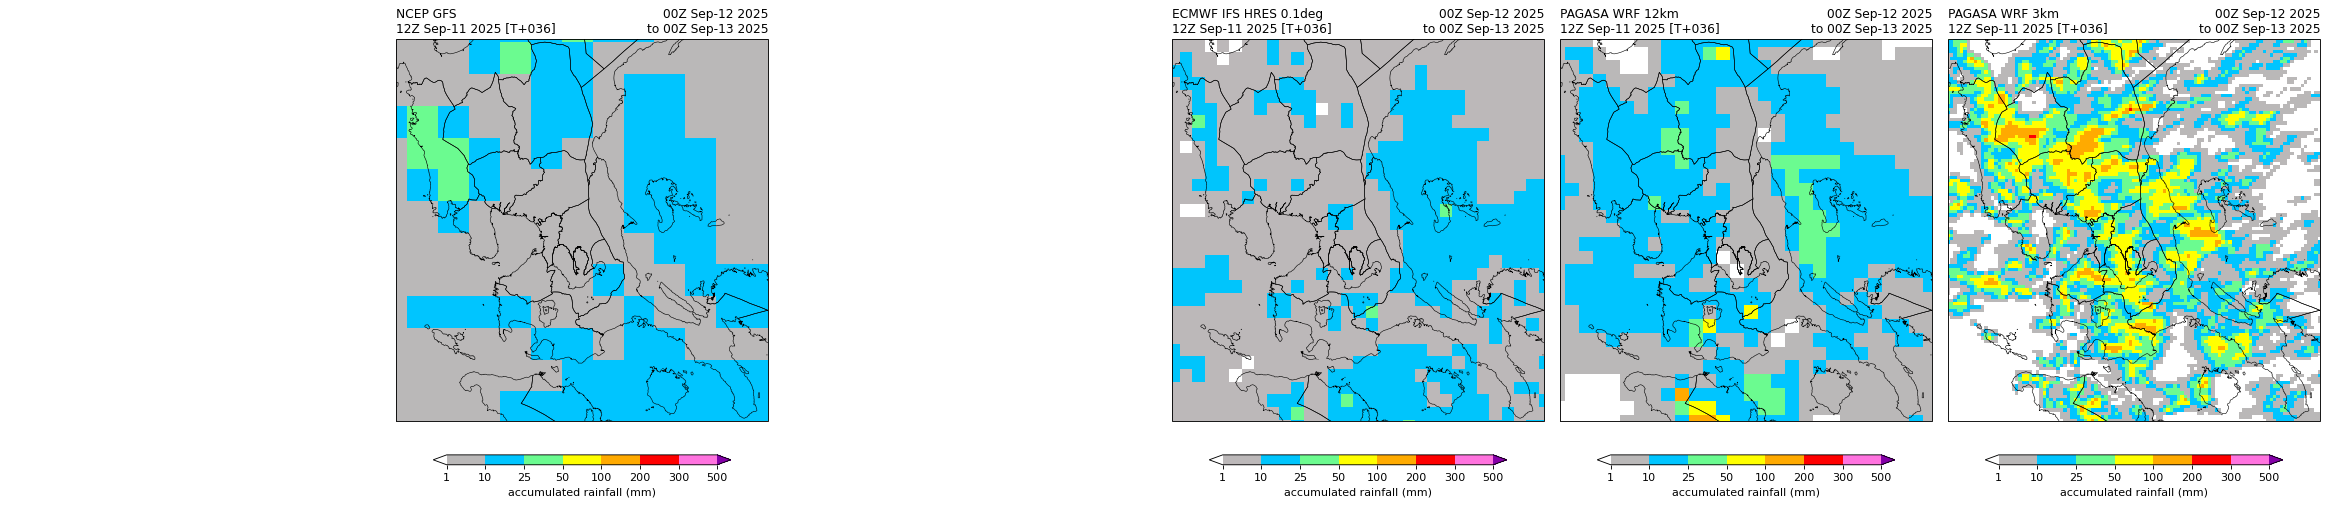 NCEP GFS 00Z Sep-12 2025
12Z Sep-11 2025 [T+036] to 00Z Sep-13 2025
1 10 25 50 100 200 300 500
accumulated rainfall (mm)
ECMWF IFS HRES 0.1deg 00Z Sep-12 2025
12Z Sep-11 2025 [T+036] to 00Z Sep-13 2025
1 10 25 50 100 200 300 500
accumulated rainfall (mm)
PAGASA WRF 12km 00Z Sep-12 2025
12Z Sep-11 2025 [T+036] to 00Z Sep-13 2025
1 10 25 50 100 200 300 500
accumulated rainfall (mm)
PAGASA WRF 3km 00Z Sep-12 2025
12Z Sep-11 2025 [T+036] to 00Z Sep-13 2025
1 10 25 50 100 200 300 500
accumulated rainfall (mm)